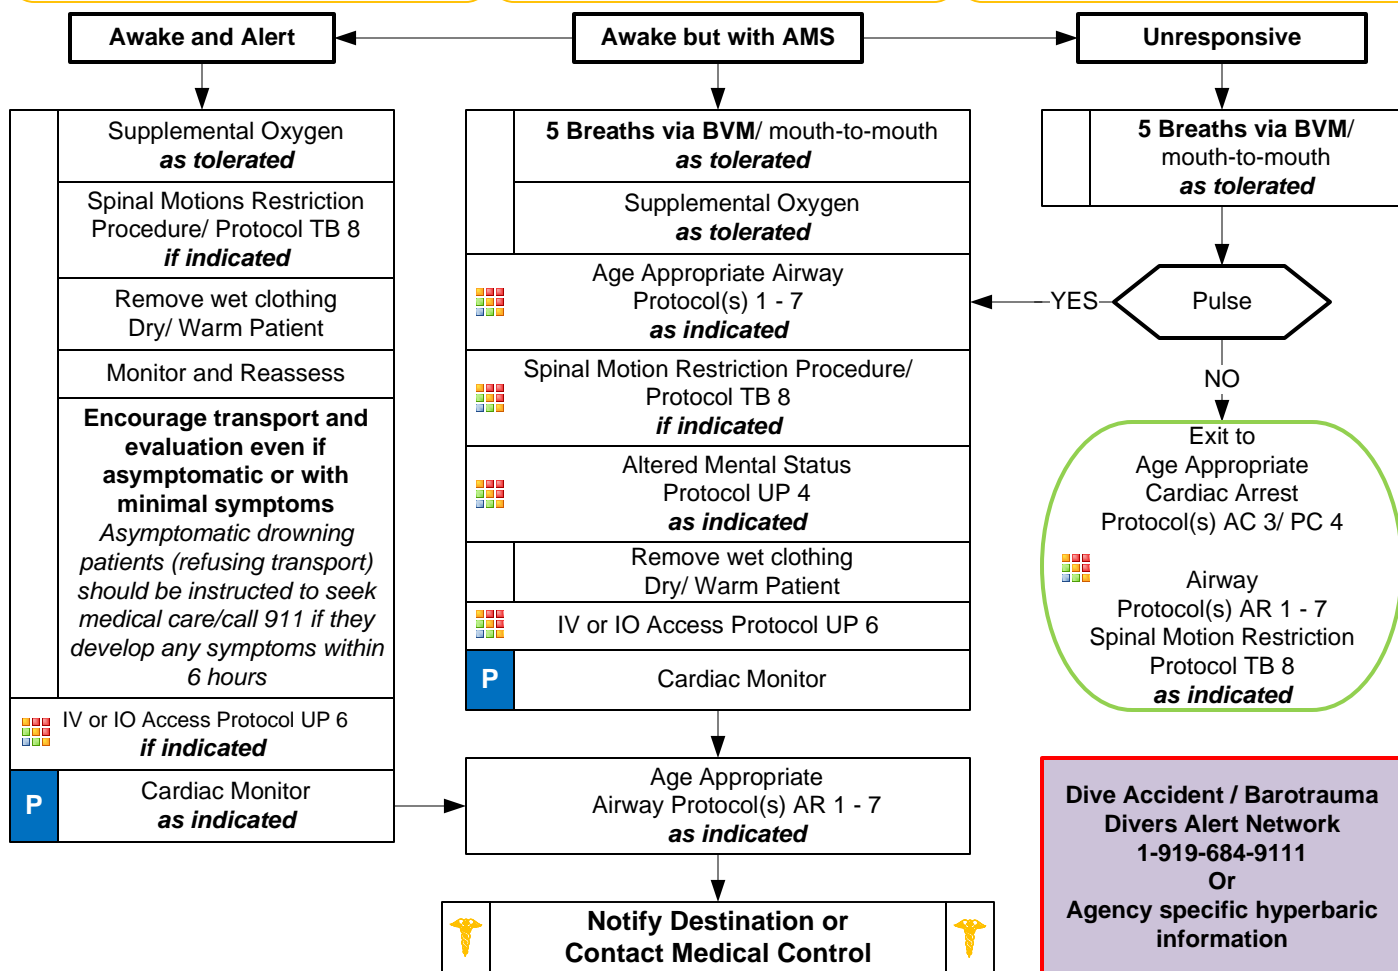 Awake and Alert
Awake but with AMS
Unresponsive
Supplemental Oxygen
as tolerated
Spinal Motions Restriction
Procedure/ Protocol TB 8
if indicated
Remove wet clothing
Dry/ Warm Patient
Monitor and Reassess
Encourage transport and
evaluation even if
asymptomatic or with
minimal symptoms
Asymptomatic drowning
patients (refusing transport)
should be instructed to seek
medical care/call 911 if they
develop any symptoms within
6 hours
IV or IO Access Protocol UP 6
if indicated
P
Cardiac Monitor
as indicated
5 Breaths via BVM/ mouth-to-mouth
as tolerated
Supplemental Oxygen
as tolerated
Age Appropriate Airway
Protocol(s) 1 - 7
as indicated
Spinal Motion Restriction Procedure/
Protocol TB 8
if indicated
Altered Mental Status
Protocol UP 4
as indicated
Remove wet clothing
Dry/ Warm Patient
IV or IO Access Protocol UP 6
P
Cardiac Monitor
Age Appropriate
Airway Protocol(s) AR 1 - 7
as indicated
Notify Destination or
Contact Medical Control
5 Breaths via BVM/
mouth-to-mouth
as tolerated
YES
Pulse
NO
Exit to
Age Appropriate
Cardiac Arrest
Protocol(s) AC 3/ PC 4
Airway
Protocol(s) AR 1 - 7
Spinal Motion Restriction
Protocol TB 8
as indicated
Dive Accident / Barotrauma
Divers Alert Network
1-919-684-9111
Or
Agency specific hyperbaric
information